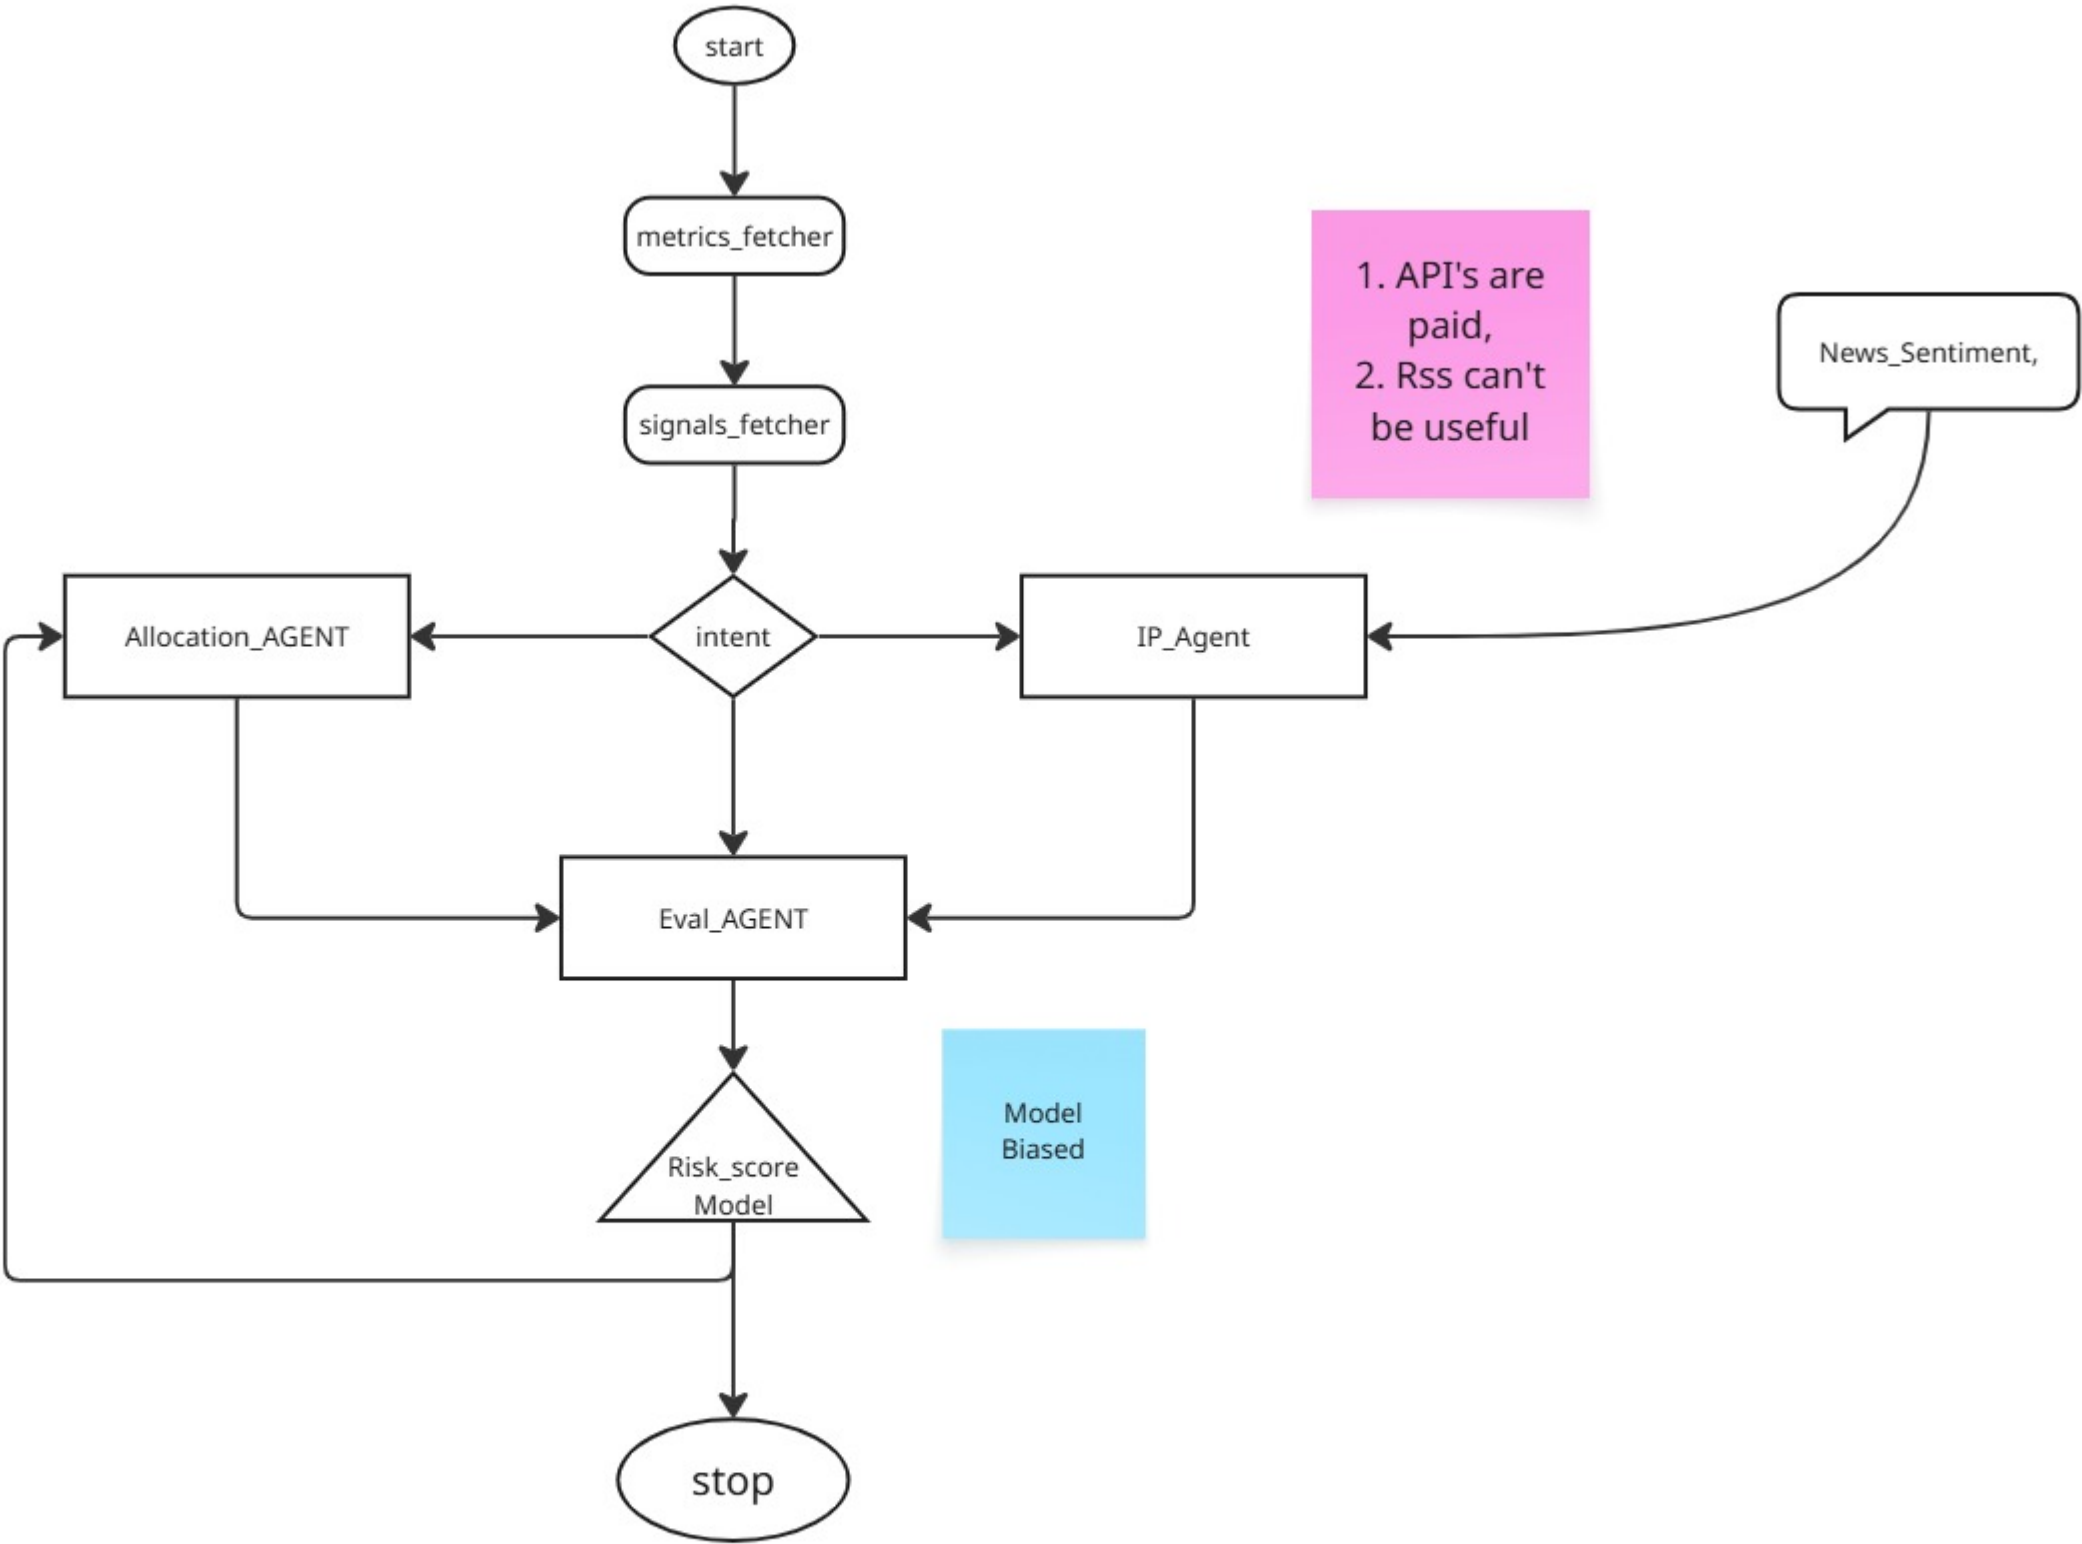 start
metrics_fetcher
signals_fetcher
1. API's are
paid,
2. Rss can't
be useful
News_Sentiment,
Allocation_AGENT
intent
IP_Agent
Eval_AGENT
Model
Biased
Risk_score
Model
stop